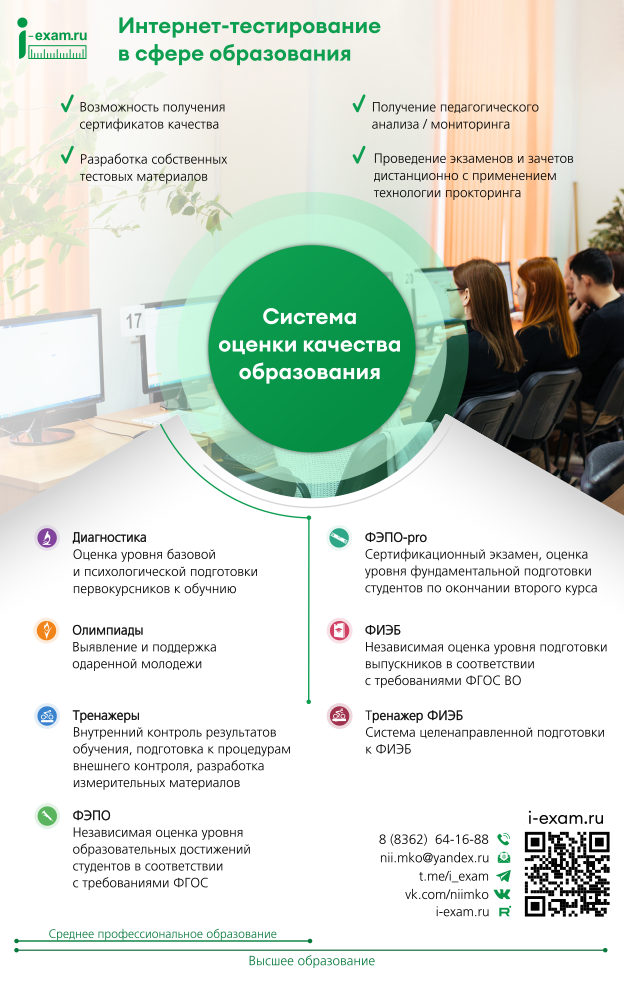 i-exam.ru
Интернет-тестирование
в сфере образования
Возможность получения
сертификатов качества
Разработка собственных
тестовых материалов
Получение педагогического
анализа / мониторинга
Проведение экзаменов и зачетов
дистанционно с применением
технологии прокторинга
17
Система
оценки качества
образования
Диагностика
Оценка уровня базовой
и психологической подготовки
первокурсников к обучнию
Олимпиады
Выявление и поддержка
одаренной молодежи
Тренажеры
Внутренний контроль результатов
обучения, подготовка к процедурам
внешнего контроля, разработка
измерительных материалов
ФЭПО
Независимая оценка уровня
образовательных достижений
студентов в соответствии
с требованиями ФГОС
ФЭПО-pro
Сертификационный экзамен, оценка
уровня фундаментальной подготовки
студентов по окончании второго курса
ФИЭБ
Независимая оценка уровня подготовки
выпускников в соответствии
с требованиями ФГОС ВО
Тренажер ФИЭБ
Система целенаправленной подготовки
к ФИЭБ
i-exam.ru
8 (8362) 64-16-88
nii.mko@yandex.ru
t.me/i_exam
vk.com/niimko
i-exam.ru
Среднее профессиональное образование
Высшее образование